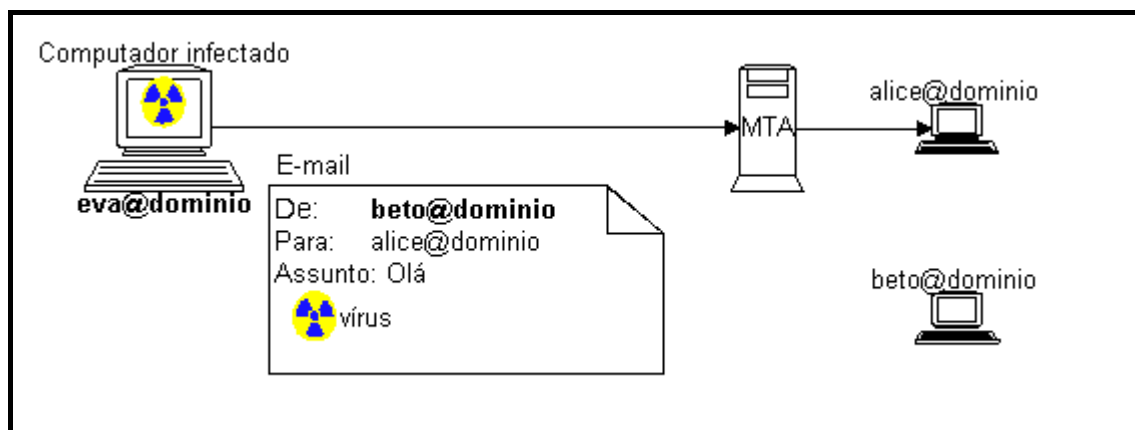 Computador infectado
alice@dominio
MTA
E-mail
eva@dominio
De: beto@dominio
Para: alice@dominio
Assunto: Olá
vírus
beto@dominio